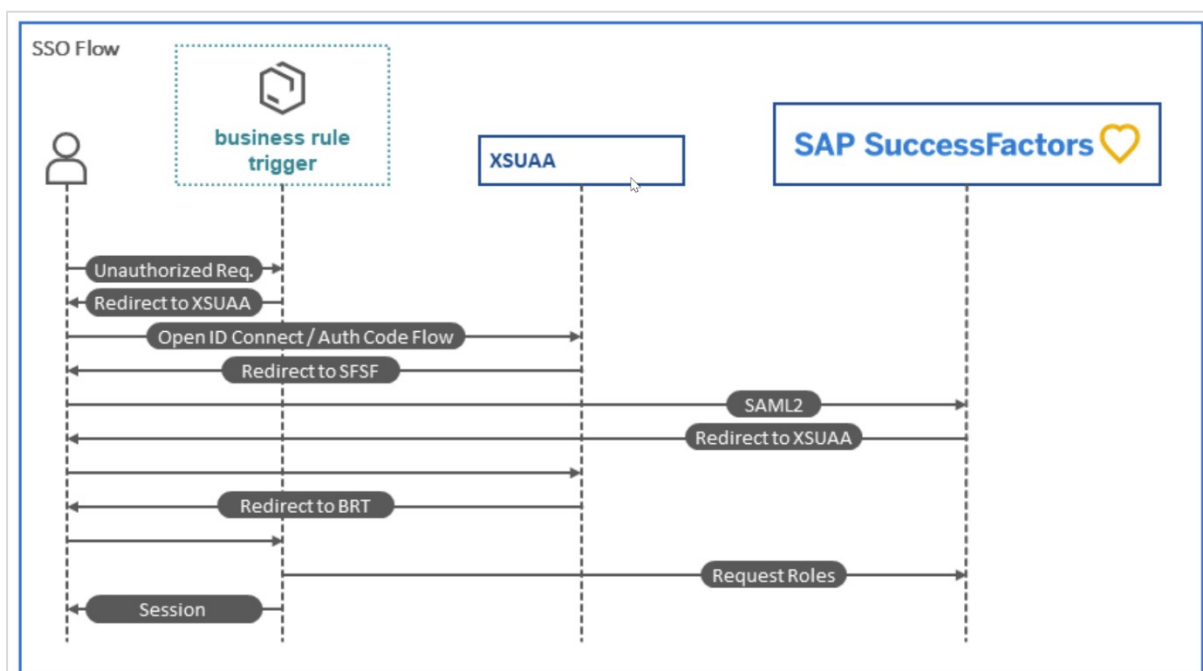 SSO Flow
business rule
trigger
XSUAA
SAP SuccessFactors
Unauthorized Req.
Redirect to XSUAA
Open ID Connect / Auth Code Flow
Redirect to SFSF
SAML2
Redirect to XSUAA
Redirect to BRT
Request Roles
Session